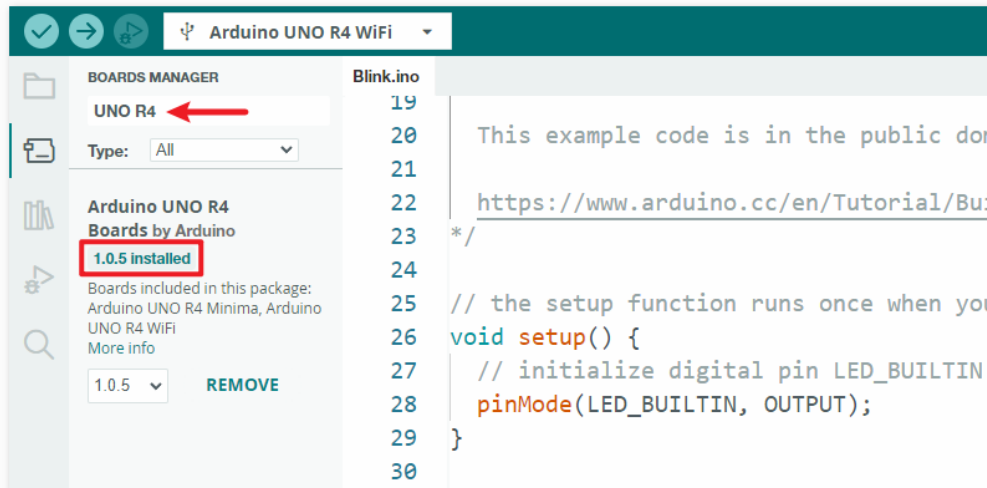 Arduino UNO R4 WiFi
BOARDS MANAGER
UNO R4
Type: All
Arduino UNO R4
Boards by Arduino
1.0.5 installed
Boards included in this package:
Arduino UNO R4 Minima, Arduino
UNO R4 WiFi
More info
1.0.5 REMOVE
Blink.ino
19
20 This example code is in the public
21
22 https://www.arduino.cc/en/Tutorial/
23 */
24
25 // the setup function runs once when
26 void setup() {
27 // initialize digital pin LED_BUILTIN
28 pinMode(LED_BUILTIN, OUTPUT);
29 }
30